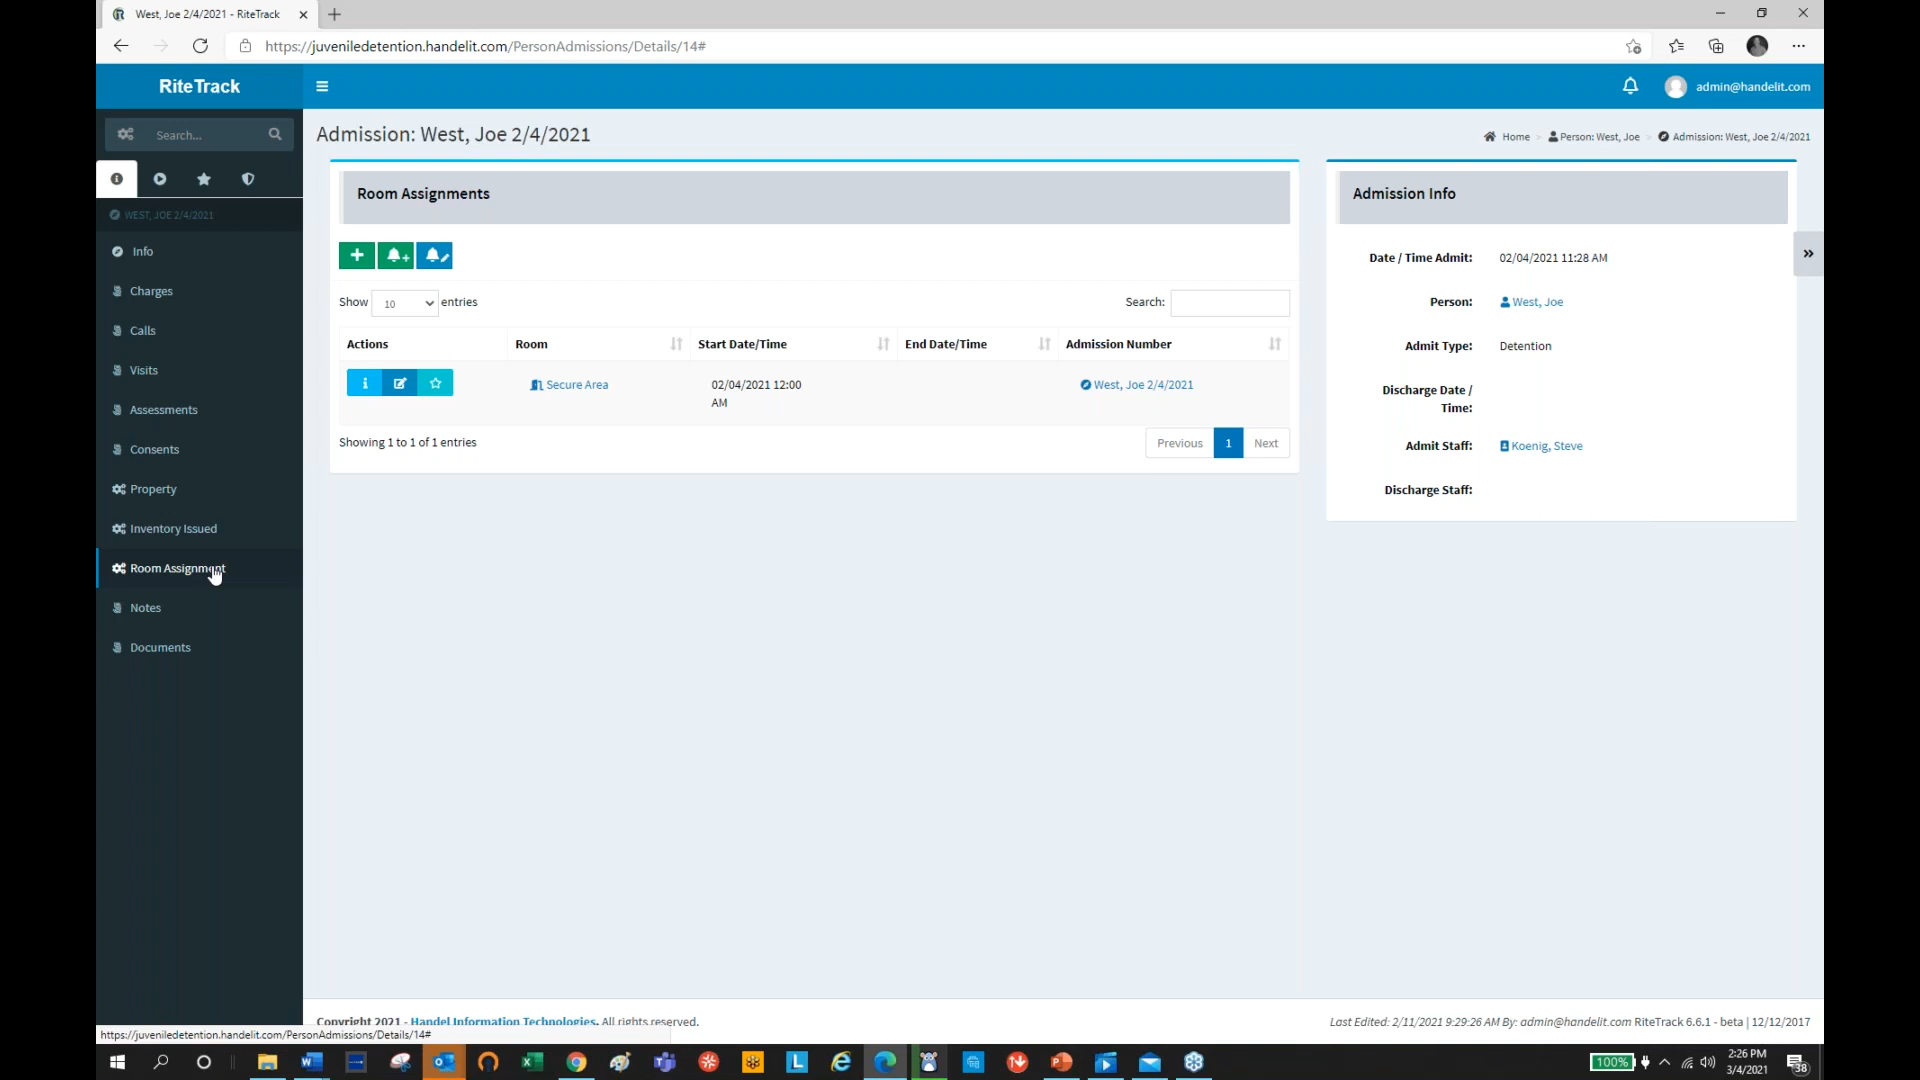 West, Joe 2/4/2021 - RiteTrack
https://juveniledetention.handelit.com/PersonAdmissions/Details/14#
RiteTrack
admin@handelit.com
Search...
Admission: West, Joe 2/4/2021
Home
Person: West, Joe
Admission: West, Joe 2/4/2021
WEST, JOE 2/4/2021
Info
Charges
Calls
Visits
Assessments
Consents
Property
Inventory Issued
Room Assignment
Notes
Documents
Room Assignments
Show 10 entries
Search:
Actions Room Start Date/Time End Date/Time Admission Number
Secure Area 02/04/2021 12:00 West, Joe 2/4/2021
AM
Showing 1 to 1 of 1 entries
Previous 1 Next
Admission Info
Date / Time Admit: 02/04/2021 11:28 AM
Person: West, Joe
Admit Type: Detention
Discharge Date /
Time:
Admit Staff: Koenig, Steve
Discharge Staff:
Copyright 2021 - Handel Information Technologies. All rights reserved.
Last Edited: 2/11/2021 9:29:26 AM By: admin@handelit.com RiteTrack 6.6.1 - beta | 12/12/2017
https://juveniledetention.handelit.com/PersonAdmissions/Details/14#
100%
2:26 PM
3/4/2021
38